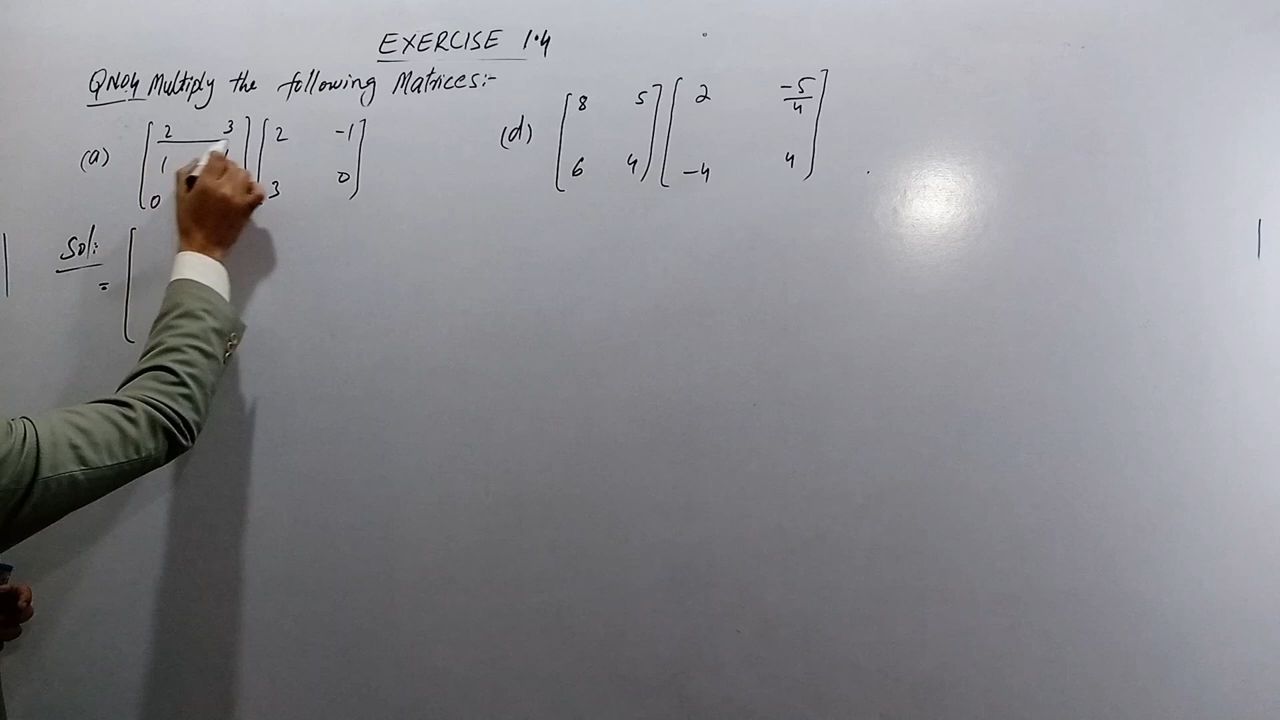 EXERCISE 1.4
QNO4 Multiply the following Matrices:-
(a) [2 3 1 0] [2 -1 3 0]
(d) [8 5 6 4] [2 -5/4 -4 4]
Sol:
= [